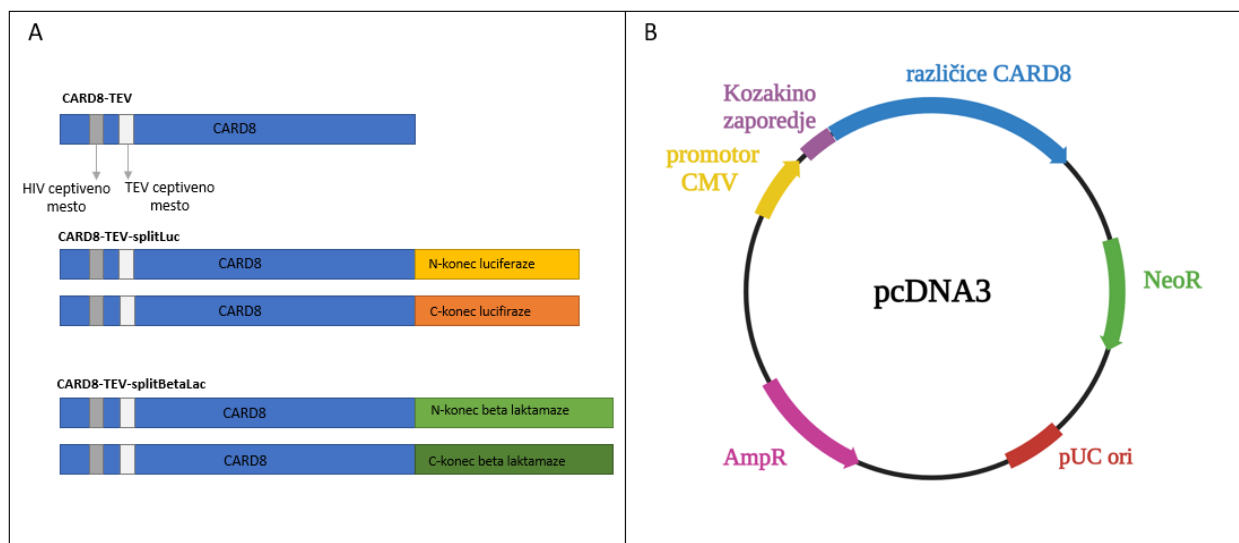 A
CARD8-TEV
CARD8
HIV ceptiveno
mesto
TEV ceptiveno
mesto
CARD8-TEV-splitLuc
CARD8
N-konec luciferaze
CARD8
C-konec lucifiraze
CARD8-TEV-splitBetaLac
CARD8
N-konec beta laktamaze
CARD8
C-konec beta laktamaze
B
različice CARD8
Kozakino
zaporedje
promotor
CMV
pcDNA3
NeoR
AmpR
pUC ori